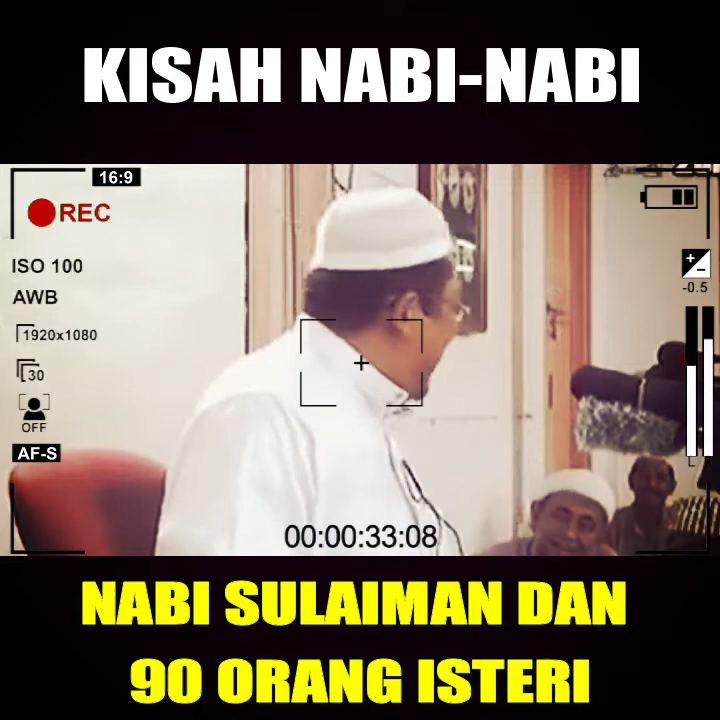 KISAH NABI-NABI
16:9
REC
ISO 100
AWB
1920x1080
30
OFF
AF-S
+ -
-0.5
L
00:00:33:08
NABI SULAIMAN DAN
90 ORANG ISTERI